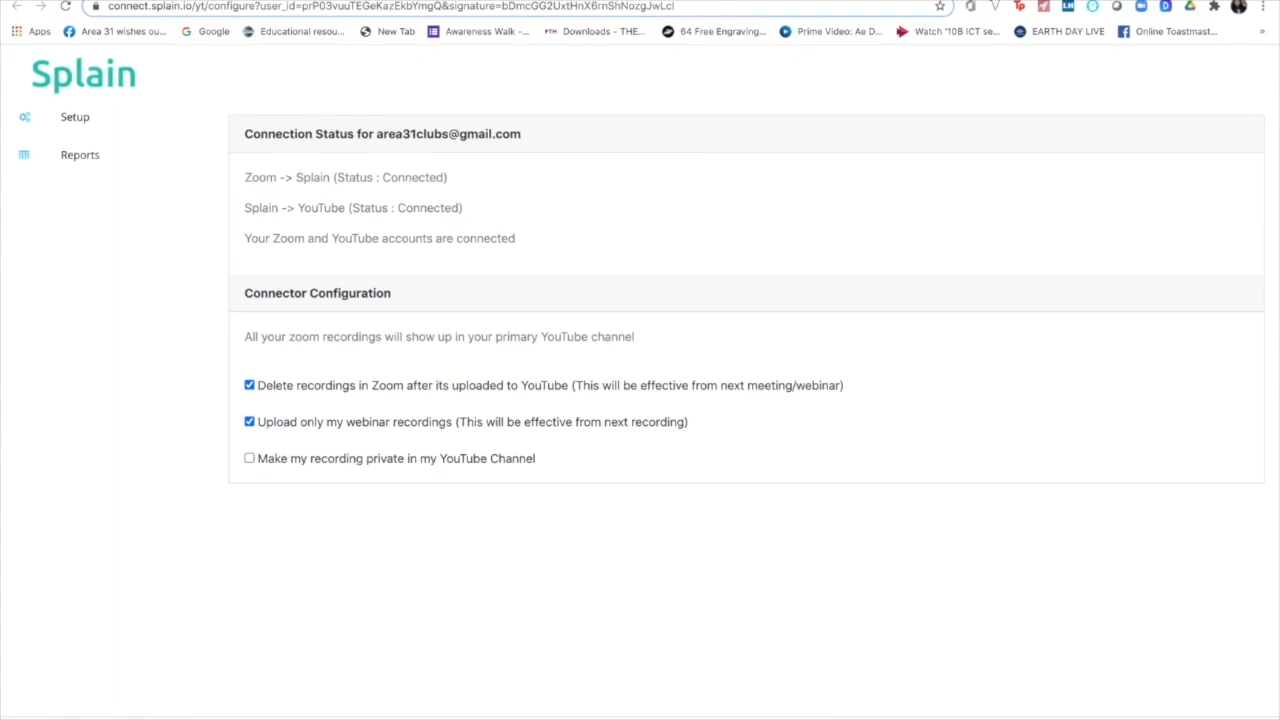 connect.splain.io/yt/configure?user_id=prP03vuuTEGeKazEkbYmgQ&signature=bDmcGG2UxtHnX6rnShNozgJwLcI
Apps Area 31 wishes ou... Google Educational resou... New Tab Awareness Walk -... Downloads - THE... 64 Free Engraving... Prime Video: Ae D... Watch '10B ICT se... EARTH DAY LIVE Online Toastmast... »
Splain
Setup
Reports
Connection Status for area31clubs@gmail.com
Zoom -> Splain (Status : Connected)
Splain -> YouTube (Status : Connected)
Your Zoom and YouTube accounts are connected
Connector Configuration
All your zoom recordings will show up in your primary YouTube channel
Delete recordings in Zoom after its uploaded to YouTube (This will be effective from next meeting/webinar)
Upload only my webinar recordings (This will be effective from next recording)
Make my recording private in my YouTube Channel